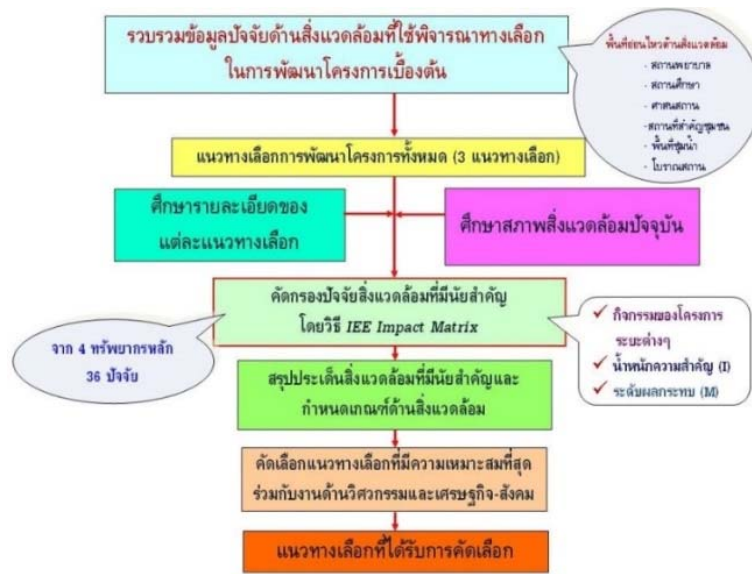 รวบรวมข้อมูลปัจจัยด้านสิ่งแวดล้อมที่ใช้พิจารณาทางเลือก
ในการพัฒนาโครงการเบื้องต้น
พื้นที่อ่อนไหวด้านสิ่งแวดล้อม
- สถานพยาบาล
- สถานศึกษา
- ศาสนสถาน
-สถานที่สำคัญชุมชน
- พื้นที่ชุ่มน้ำ
- โบราณสถาน
แนวทางเลือกการพัฒนาโครงการทั้งหมด (3 แนวทางเลือก)
ศึกษารายละเอียดของ
แต่ละแนวทางเลือก
ศึกษาสภาพสิ่งแวดล้อมปัจจุบัน
คัดกรองปัจจัยสิ่งแวดล้อมที่มีนัยสำคัญ
โดยวิธี IEE Impact Matrix
จาก 4 ทรัพยากรหลัก
36 ปัจจัย
✓ กิจกรรมของโครงการ
ระยะต่างๆ
✓ น้ำหนักความสำคัญ (I)
✓ ระดับผลกระทบ (M)
สรุปประเด็นสิ่งแวดล้อมที่มีนัยสำคัญและ
กำหนดเกณฑ์ด้านสิ่งแวดล้อม
คัดเลือกแนวทางเลือกที่มีความเหมาะสมที่สุด
ร่วมกับงานด้านวิศวกรรมและเศรษฐกิจ-สังคม
แนวทางเลือกที่ได้รับการคัดเลือก